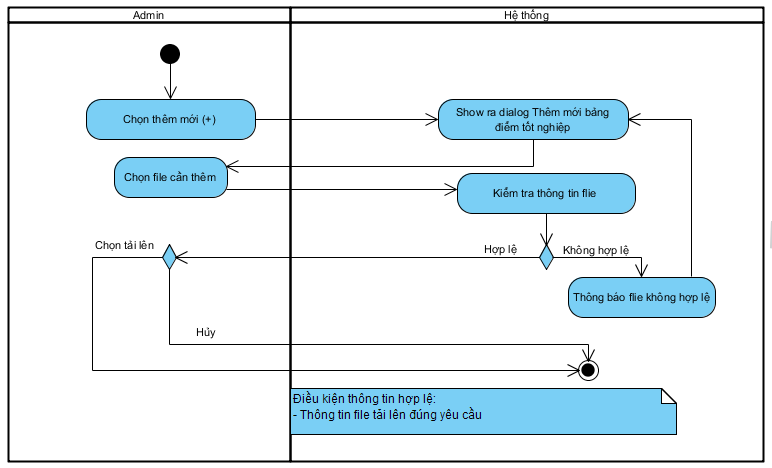 Admin
Hệ thống
Chọn thêm mới (+)
Show ra dialog Thêm mới bảng
điểm tốt nghiệp
Chọn file cần thêm
Kiểm tra thông tin flie
Chọn tải lên
Hợp lệ
Không hợp lệ
Thông báo flie không hợp lệ
Hủy
Điều kiện thông tin hợp lệ:
- Thông tin file tải lên đúng yêu cầu